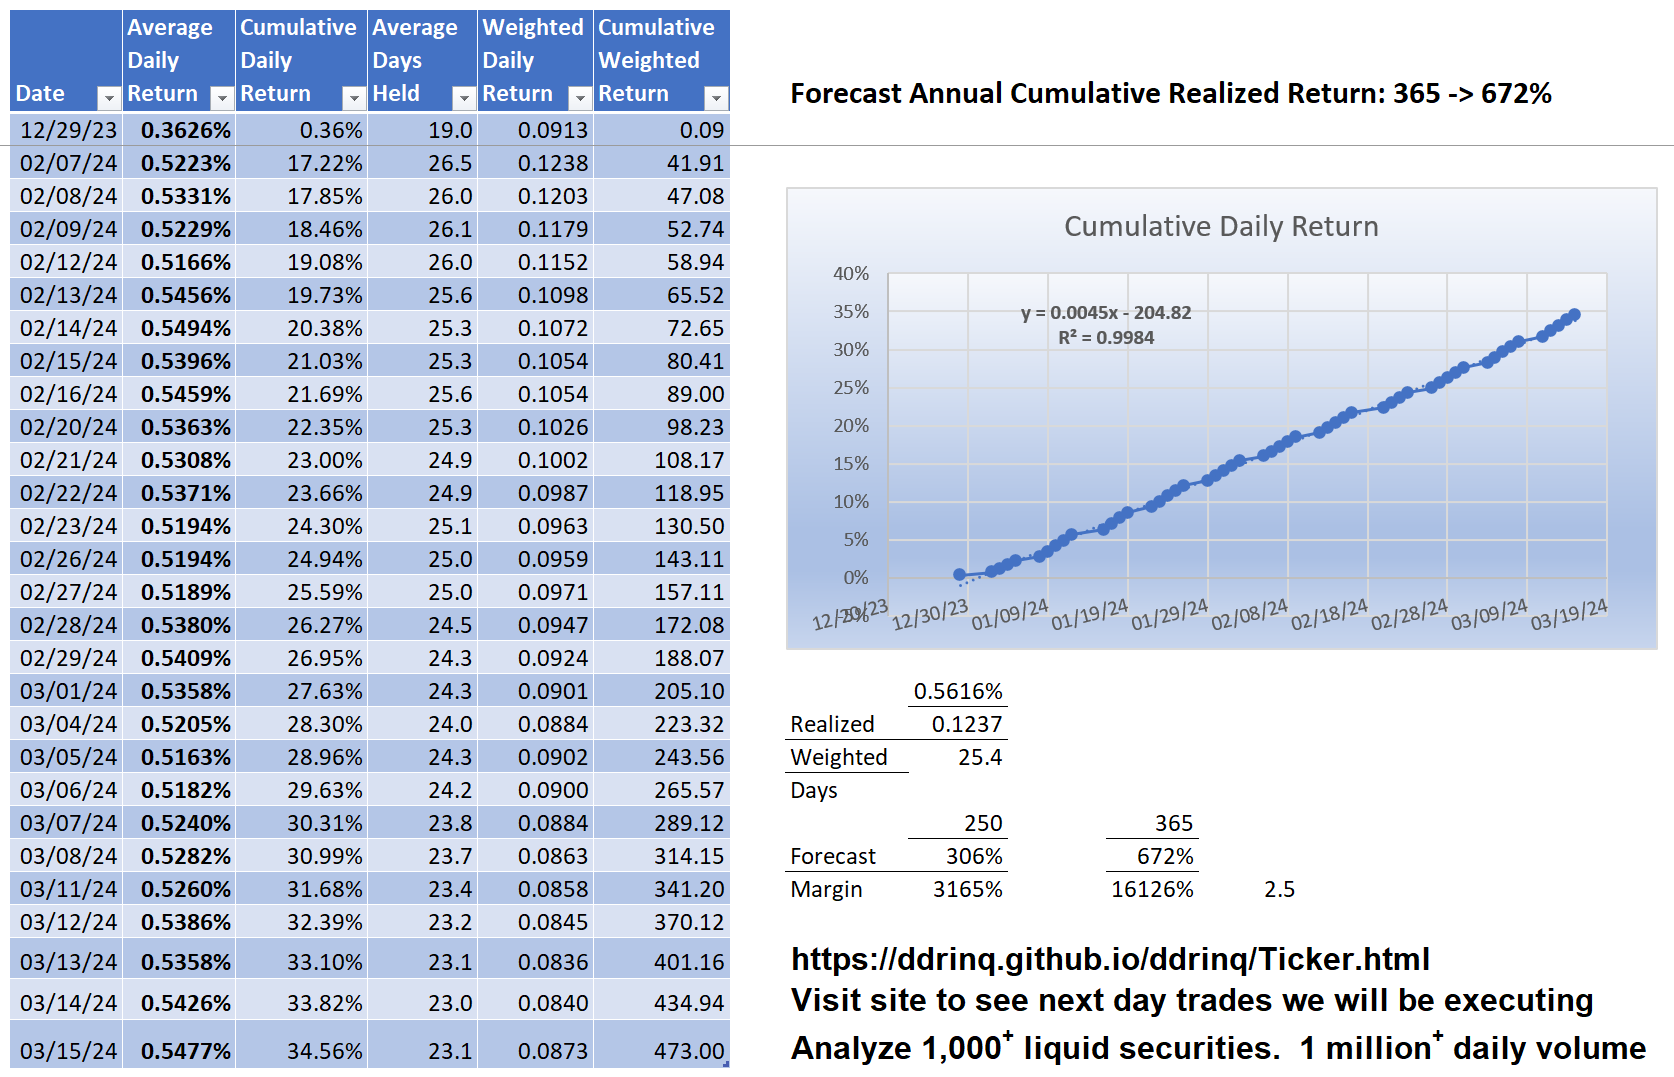 Date Average Daily Return Cumulative Daily Return Average Days Held Weighted Daily Return Cumulative Weighted Return
12/29/23 0.3626% 0.36% 19.0 0.0913 0.09
02/07/24 0.5223% 17.22% 26.5 0.1238 41.91
02/08/24 0.5331% 17.85% 26.0 0.1203 47.08
02/09/24 0.5229% 18.46% 26.1 0.1179 52.74
02/12/24 0.5166% 19.08% 26.0 0.1152 58.94
02/13/24 0.5456% 19.73% 25.6 0.1098 65.52
02/14/24 0.5494% 20.38% 25.3 0.1072 72.65
02/15/24 0.5396% 21.03% 25.3 0.1054 80.41
02/16/24 0.5459% 21.69% 25.6 0.1054 89.00
02/20/24 0.5363% 22.35% 25.3 0.1026 98.23
02/21/24 0.5308% 23.00% 24.9 0.1002 108.17
02/22/24 0.5371% 23.66% 24.9 0.0987 118.95
02/23/24 0.5194% 24.30% 25.1 0.0963 130.50
02/26/24 0.5194% 24.94% 25.0 0.0959 143.11
02/27/24 0.5189% 25.59% 25.0 0.0971 157.11
02/28/24 0.5380% 26.27% 24.5 0.0947 172.08
02/29/24 0.5409% 26.95% 24.3 0.0924 188.07
03/01/24 0.5358% 27.63% 24.3 0.0901 205.10
03/04/24 0.5205% 28.30% 24.0 0.0884 223.32
03/05/24 0.5163% 28.96% 24.3 0.0902 243.56
03/06/24 0.5182% 29.63% 24.2 0.0900 265.57
03/07/24 0.5240% 30.31% 23.8 0.0884 289.12
03/08/24 0.5282% 30.99% 23.7 0.0863 314.15
03/11/24 0.5260% 31.68% 23.4 0.0858 341.20
03/12/24 0.5386% 32.39% 23.2 0.0845 370.12
03/13/24 0.5358% 33.10% 23.1 0.0836 401.16
03/14/24 0.5426% 33.82% 23.0 0.0840 434.94
03/15/24 0.5477% 34.56% 23.1 0.0873 473.00
Forecast Annual Cumulative Realized Return: 365 -> 672%
Cumulative Daily Return
40%
35%
30%
25%
20%
15%
10%
5%
0%
-5%
y = 0.0045x - 204.82
R² = 0.9984
12/20/23 12/30/23 01/09/24 01/19/24 01/29/24 02/08/24 02/18/24 02/28/24 03/09/24 03/19/24
0.5616%
Realized 0.1237
Weighted 25.4
Days
250 365
Forecast 306% 672%
Margin 3165% 16126% 2.5
https://ddrinq.github.io/ddrinq/Ticker.html
Visit site to see next day trades we will be executing
Analyze 1,000+ liquid securities. 1 million+ daily volume